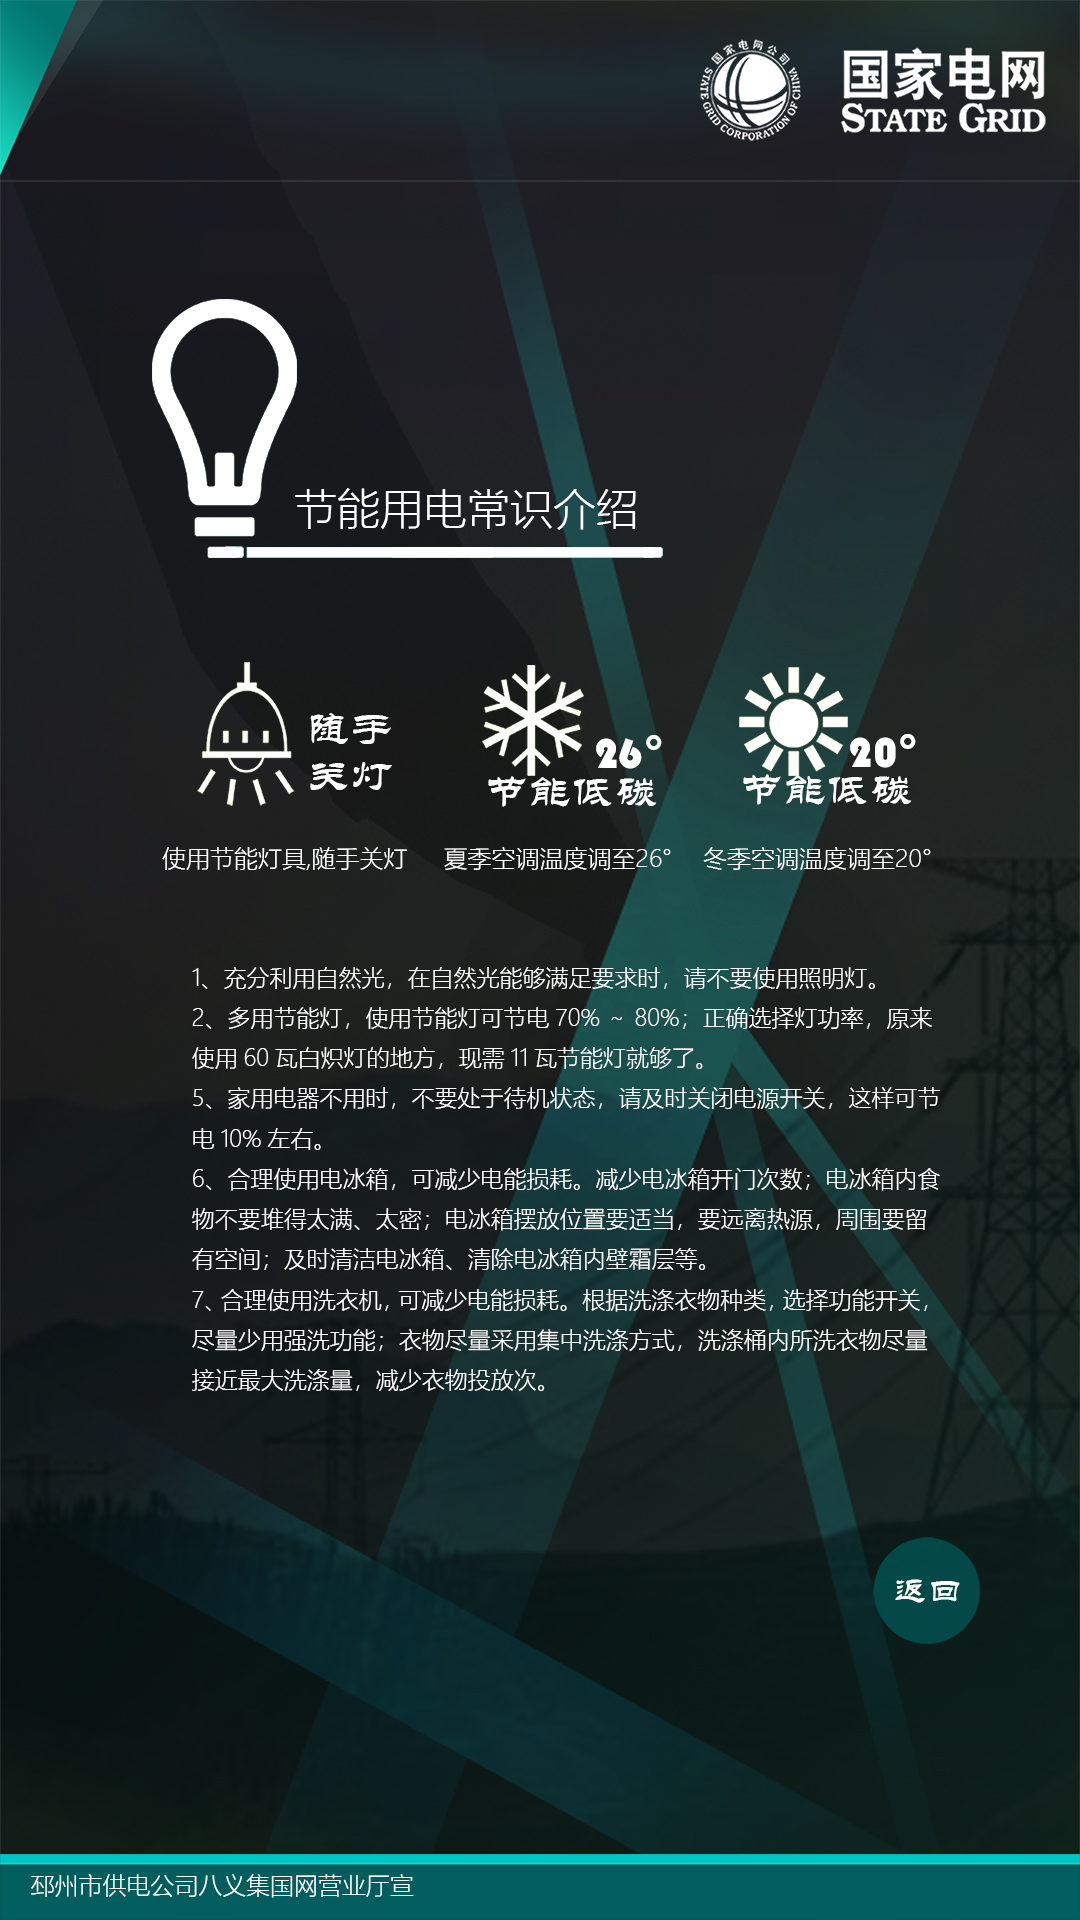 国家电网公司
STATE GRID CORPORATION OF CHINA
国家电网
STATE GRID
节能用电常识介绍
随手
关灯
26°
节能低碳
20°
节能低碳
使用节能灯具,随手关灯
夏季空调温度调至26°
冬季空调温度调至20°
1、充分利用自然光，在自然光能够满足要求时，请不要使用照明灯。
2、多用节能灯，使用节能灯可节电 70% ~ 80%；正确选择灯功率，原来
使用 60 瓦白炽灯的地方，现需 11 瓦节能灯就够了。
5、家用电器不用时，不要处于待机状态，请及时关闭电源开关，这样可节
电 10% 左右。
6、合理使用电冰箱，可减少电能损耗。减少电冰箱开门次数；电冰箱内食
物不要堆得太满、太密；电冰箱摆放位置要适当，要远离热源，周围要留
有空间；及时清洁电冰箱、清除电冰箱内壁霜层等。
7、合理使用洗衣机，可减少电能损耗。根据洗涤衣物种类，选择功能开关，
尽量少用强洗功能；衣物尽量采用集中洗涤方式，洗涤桶内所洗衣物尽量
接近最大洗涤量，减少衣物投放次。
返回
邳州市供电公司八义集国网营业厅宣